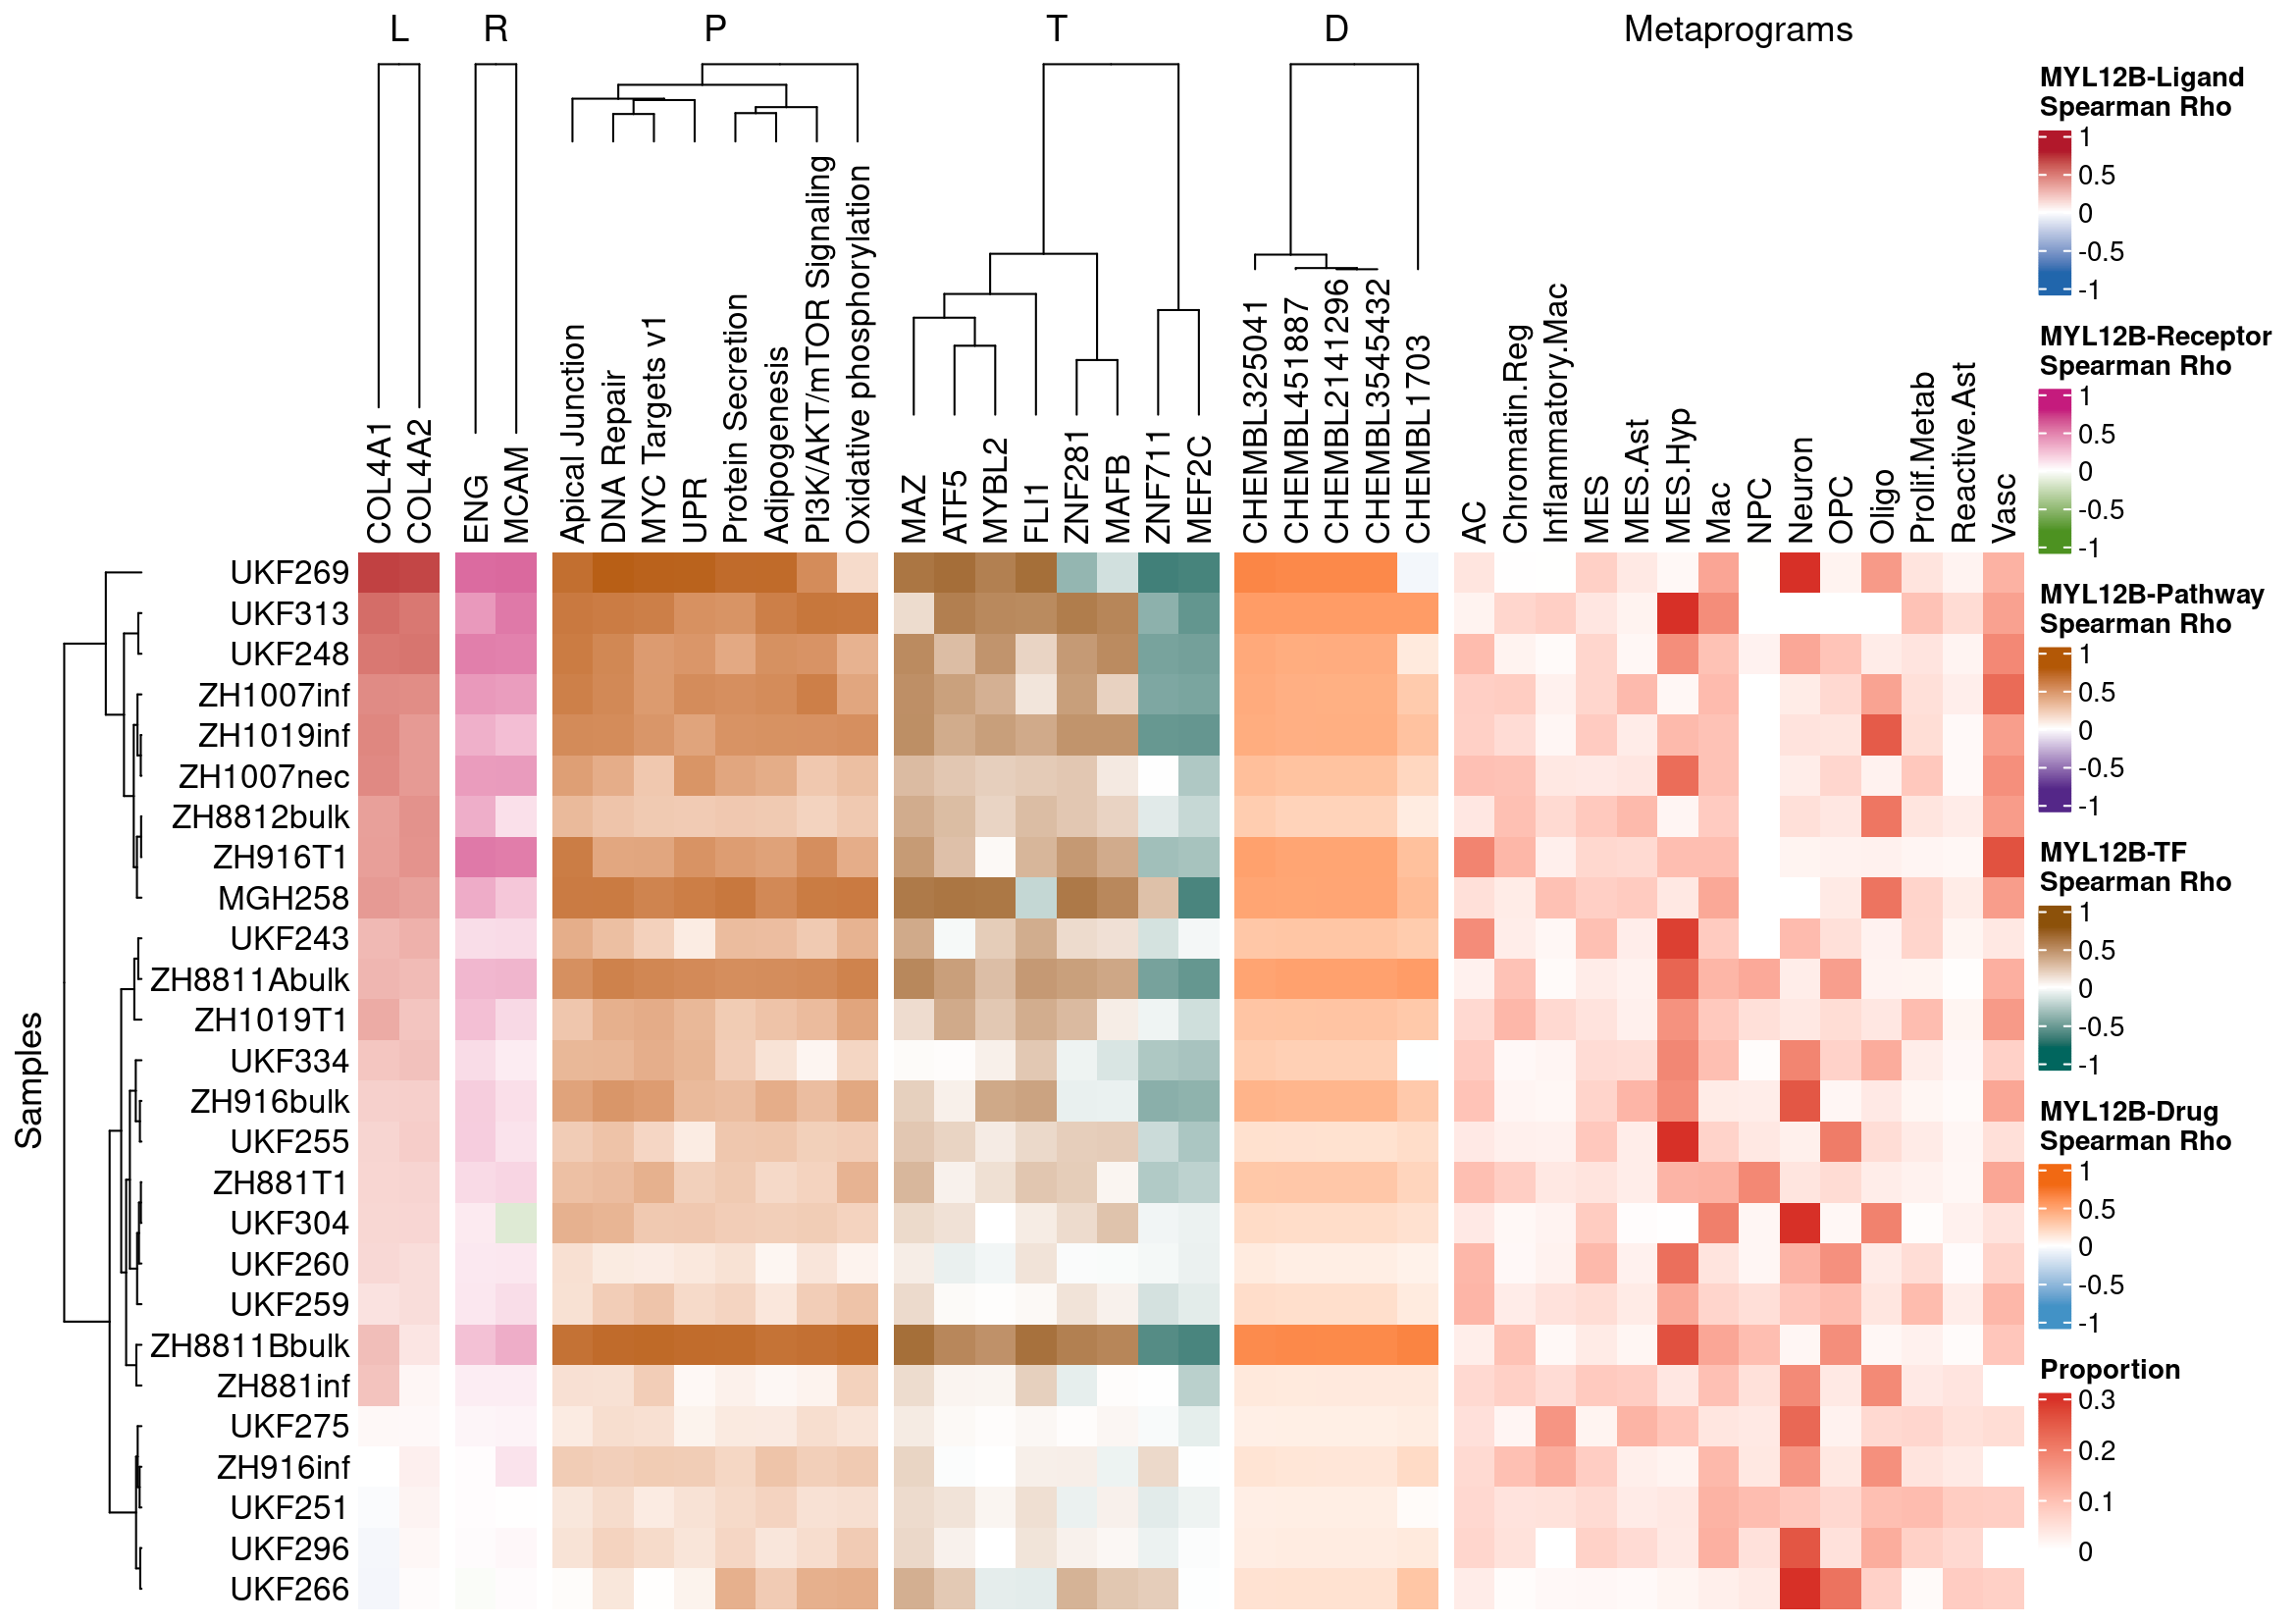 L R P T D Metaprograms
COL4A1
COL4A2
ENG
MCAM
Apical Junction
DNA Repair
MYC Targets v1
UPR
Protein Secretion
Adipogenesis
PI3K/AKT/mTOR Signaling
Oxidative phosphorylation
MAZ
ATF5
MYBL2
FLI1
ZNF281
MAFB
ZNF711
MEF2C
CHEMBL325041
CHEMBL451887
CHEMBL2141296
CHEMBL3545432
CHEMBL1703
AC
Chromatin.Reg
Inflammatory.Mac
MES
MES.Ast
MES.Hyp
Mac
NPC
Neuron
OPC
Oligo
Prolif.Metab
Reactive.Ast
Vasc
Samples
UKF269
UKF313
UKF248
ZH1007inf
ZH1019inf
ZH1007nec
ZH8812bulk
ZH916T1
MGH258
UKF243
ZH8811Abulk
ZH1019T1
UKF334
ZH916bulk
UKF255
ZH881T1
UKF304
UKF260
UKF259
ZH8811Bbulk
ZH881inf
UKF275
ZH916inf
UKF251
UKF296
UKF266
MYL12B-Ligand
Spearman Rho
1
0.5
0
-0.5
-1
MYL12B-Receptor
Spearman Rho
1
0.5
0
-0.5
-1
MYL12B-Pathway
Spearman Rho
1
0.5
0
-0.5
-1
MYL12B-TF
Spearman Rho
1
0.5
0
-0.5
-1
MYL12B-Drug
Spearman Rho
1
0.5
0
-0.5
-1
Proportion
0.3
0.2
0.1
0